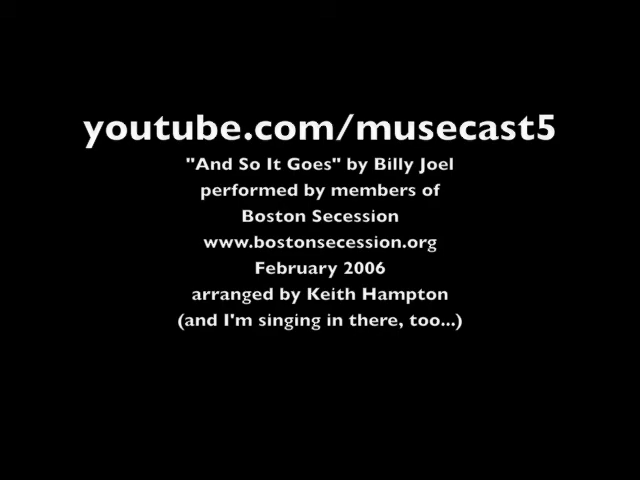 youtube.com/musecast5
"And So It Goes" by Billy Joel
performed by members of
Boston Secession
www.bostonsecession.org
February 2006
arranged by Keith Hampton
(and I'm singing in there, too...)